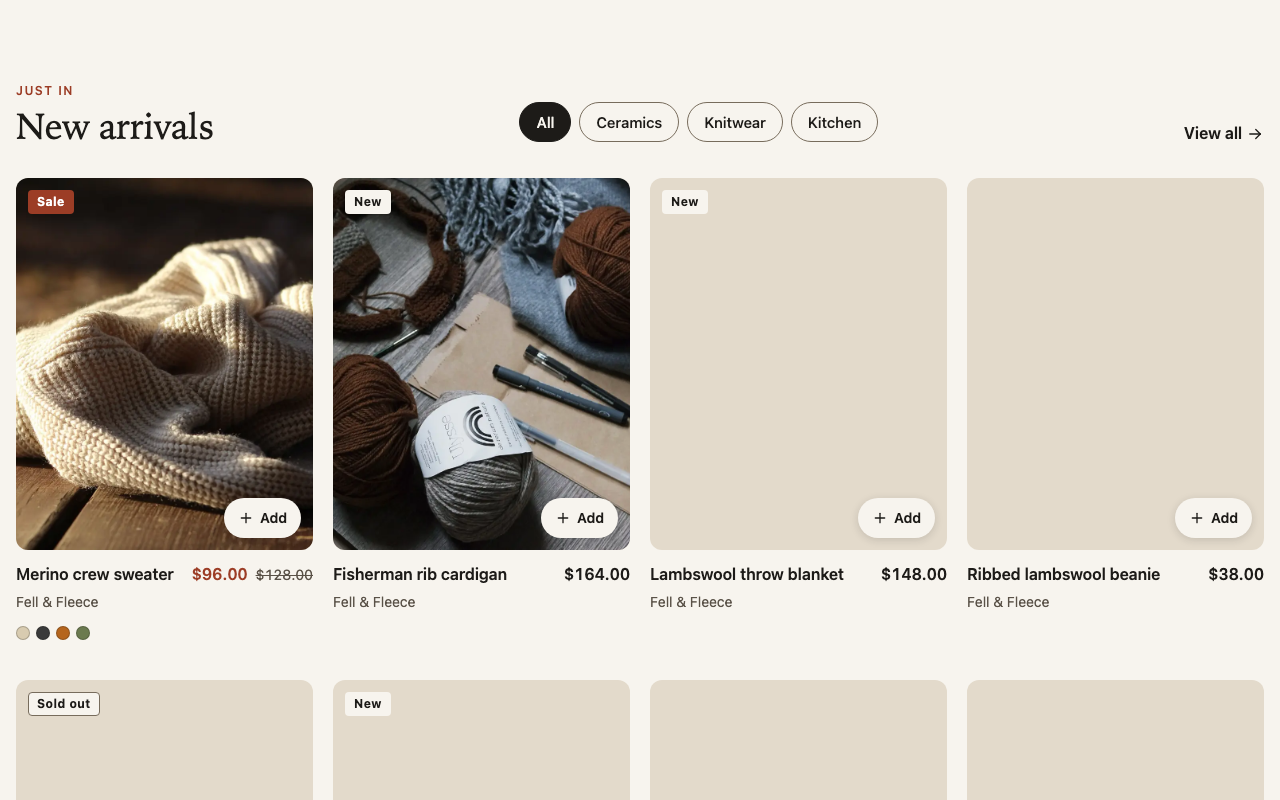 JUST IN
New arrivals
All
Ceramics
Knitwear
Kitchen
View all →
Sale
New
New
+ Add
+ Add
+ Add
+ Add
Merino crew sweater $96.00 $128.00
Fell & Fleece
Fisherman rib cardigan $164.00
Fell & Fleece
Lambswool throw blanket $148.00
Fell & Fleece
Ribbed lambswool beanie $38.00
Fell & Fleece
Sold out
New